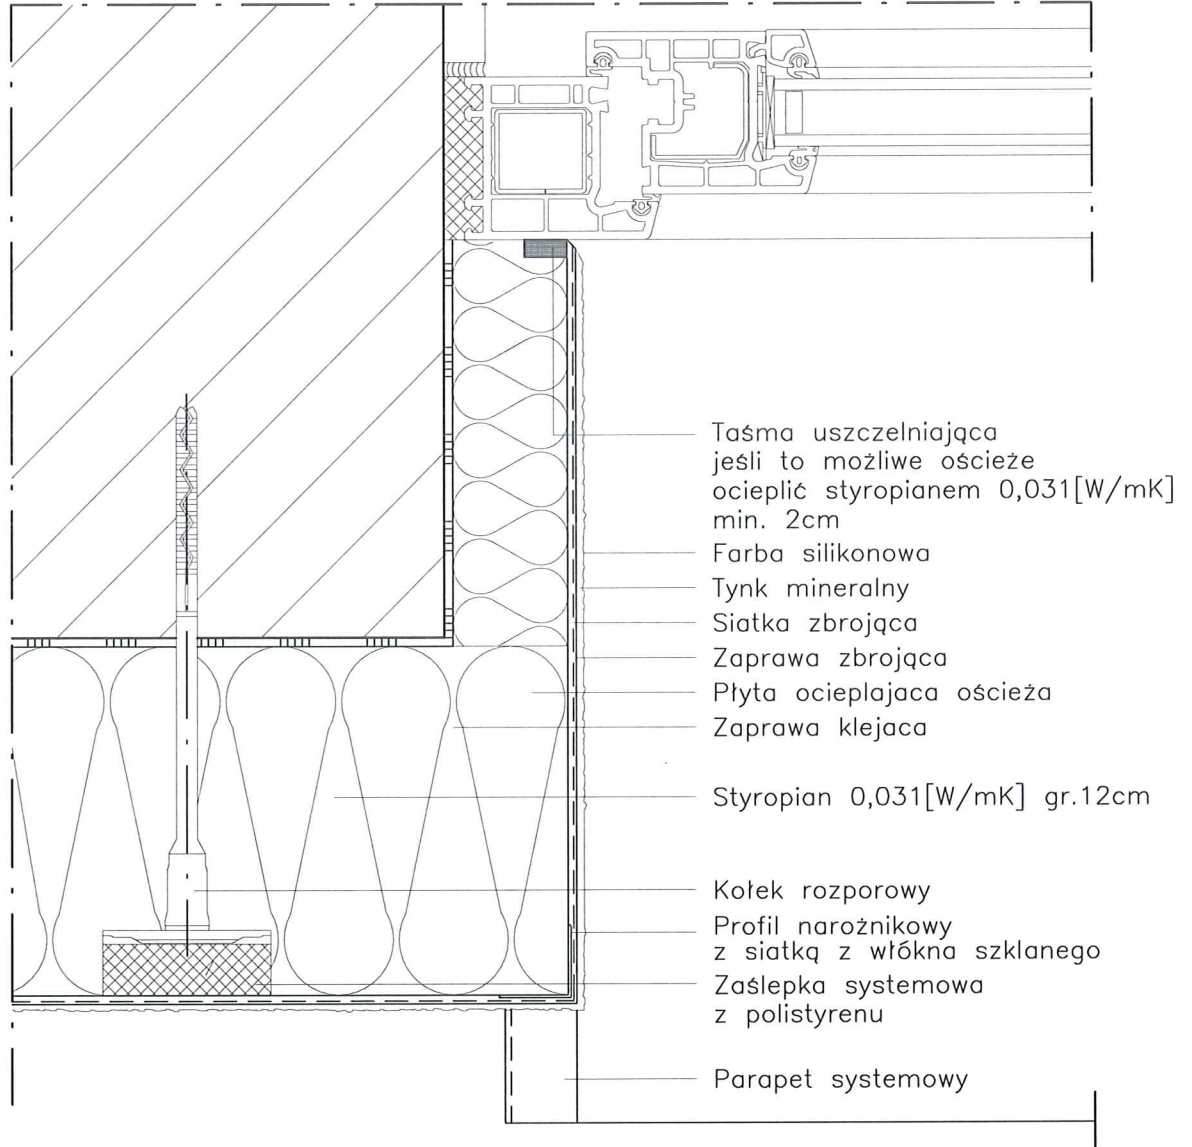 Taśma uszczelniająca
jeśli to możliwe ościeże
ocieplić styropianem 0,031[W/mK]
min. 2cm
Farba silikonowa
Tynk mineralny
Siatka zbrojąca
Zaprawa zbrojąca
Płyta ocieplajaca ościeża
Zaprawa klejaca
Styropian 0,031[W/mK] gr.12cm
Kołek rozporowy
Profil narożnikowy
z siatką z włókna szklanego
Zaślepka systemowa
z polistyrenu
Parapet systemowy